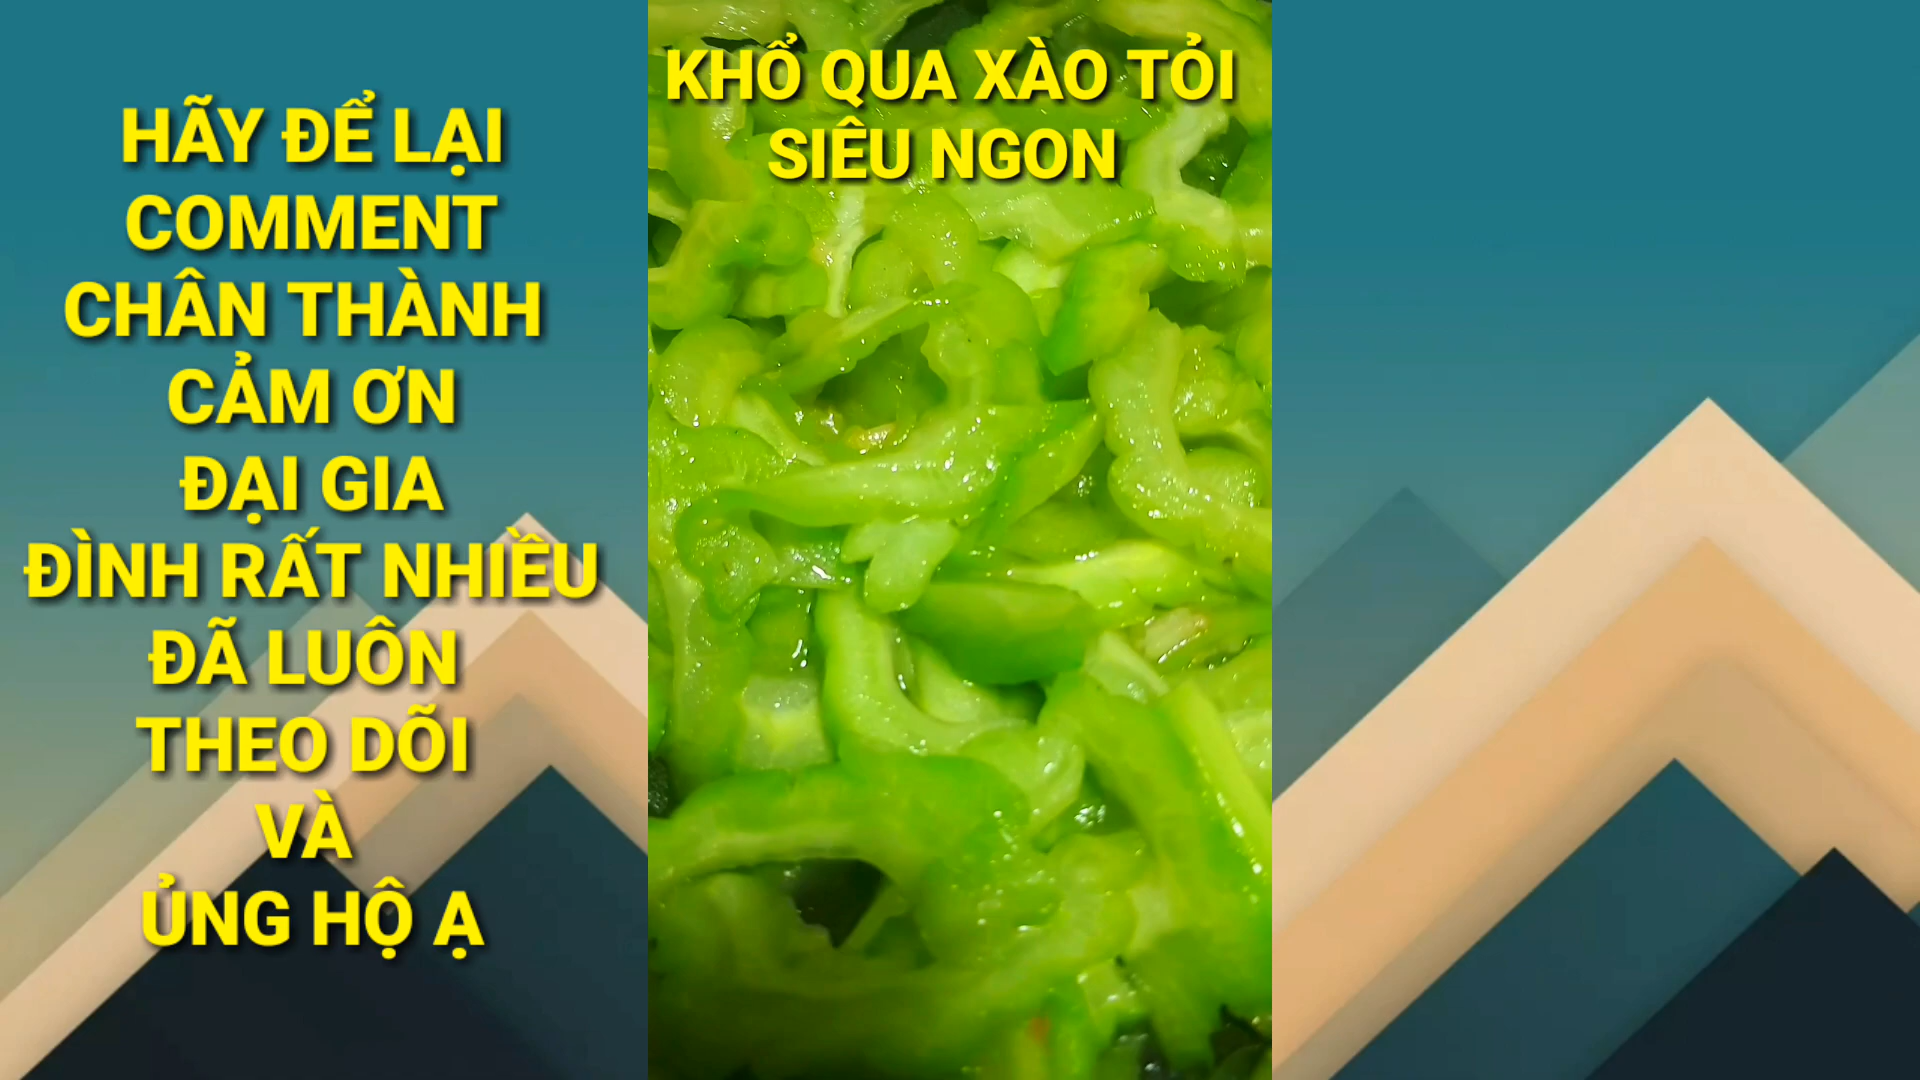 HÃY ĐỂ LẠI
COMMENT
CHÂN THÀNH
CẢM ƠN
ĐẠI GIA
ĐÌNH RẤT NHIỀU
ĐÃ LUÔN
THEO DÕI
VÀ
ỦNG HỘ Ạ
KHỔ QUA XÀO TỎI
SIÊU NGON